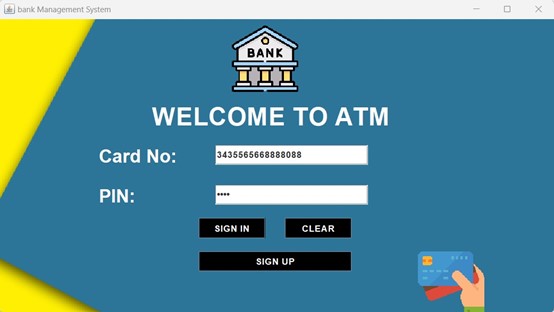 bank Management System
BANK
WELCOME TO ATM
Card No: 3435565668888088
PIN: ••••
SIGN IN CLEAR
SIGN UP